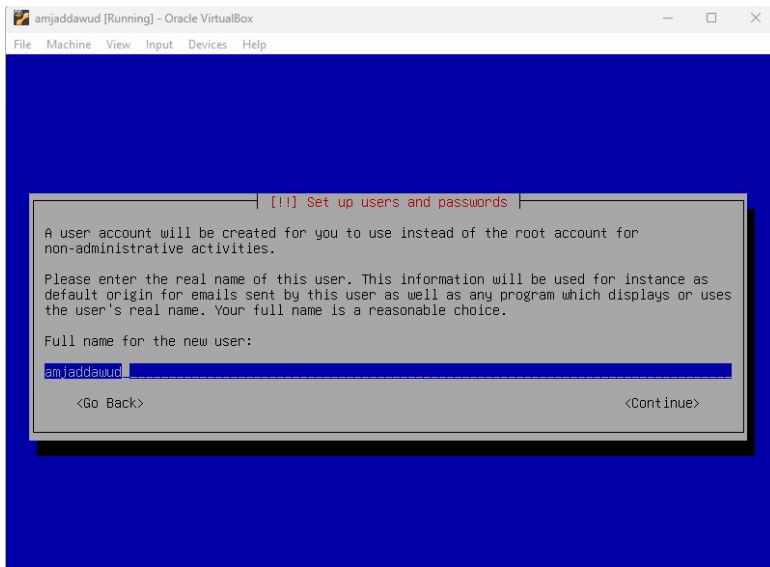 amjaddawud [Running] - Oracle VirtualBox
File Machine View Input Devices Help
[!!] Set up users and passwords
A user account will be created for you to use instead of the root account for
non-administrative activities.
Please enter the real name of this user. This information will be used for instance as
default origin for emails sent by this user as well as any program which displays or uses
the user's real name. Your full name is a reasonable choice.
Full name for the new user:
amjaddawud
<Go Back> <Continue>